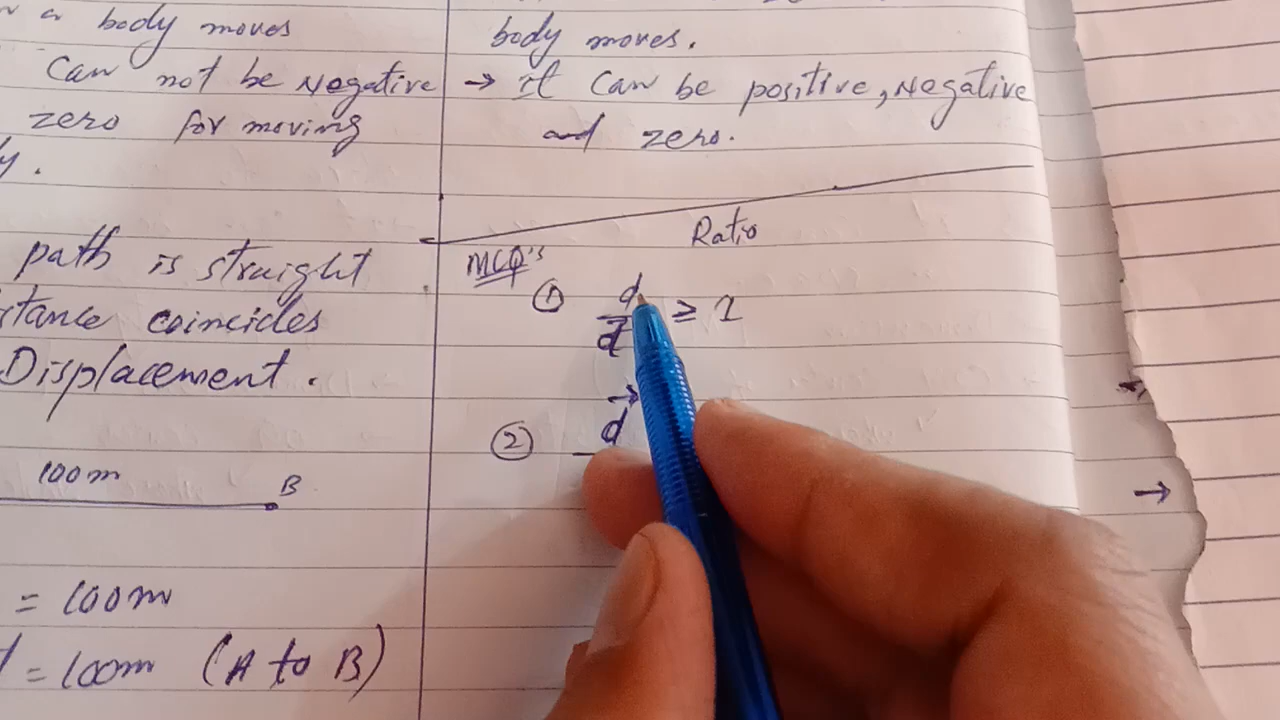 a body moves
Can not be Negative
zero for moving
y.
path is straight
stance coincides
Displacement.
100m B
= 100m
= 100m (A to B)
body moves.
→ it Can be positive, Negative
and zero.
Ratio
MCQ's
① d/d ≥ 1
② d⃗
→